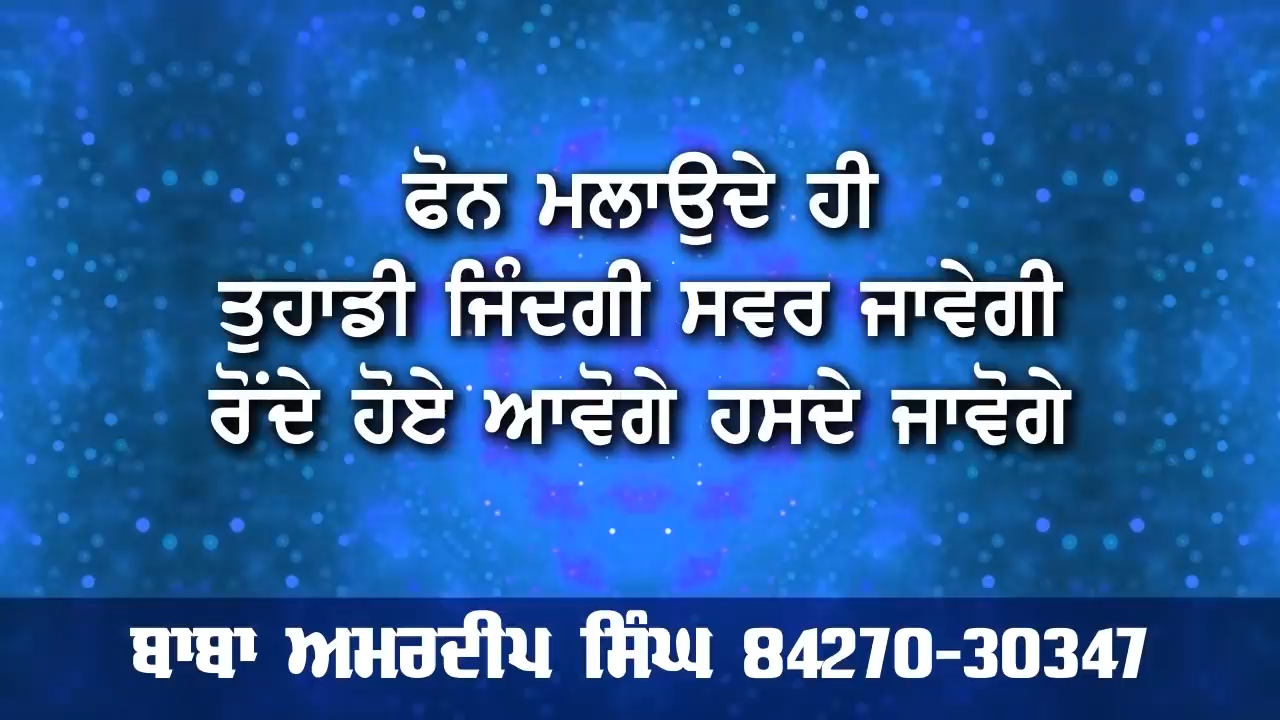 ਫੋਨ ਮਲਾਉਦੇ ਹੀ
ਤੁਹਾਡੀ ਜਿੰਦਗੀ ਸਵਰ ਜਾਵੇਗੀ
ਰੋਂਦੇ ਹੋਏ ਆਵੋਗੇ ਹਸਦੇ ਜਾਵੋਗੇ
ਬਾਬਾ ਅਮਰਦੀਪ ਸਿੰਘ 84270-30347